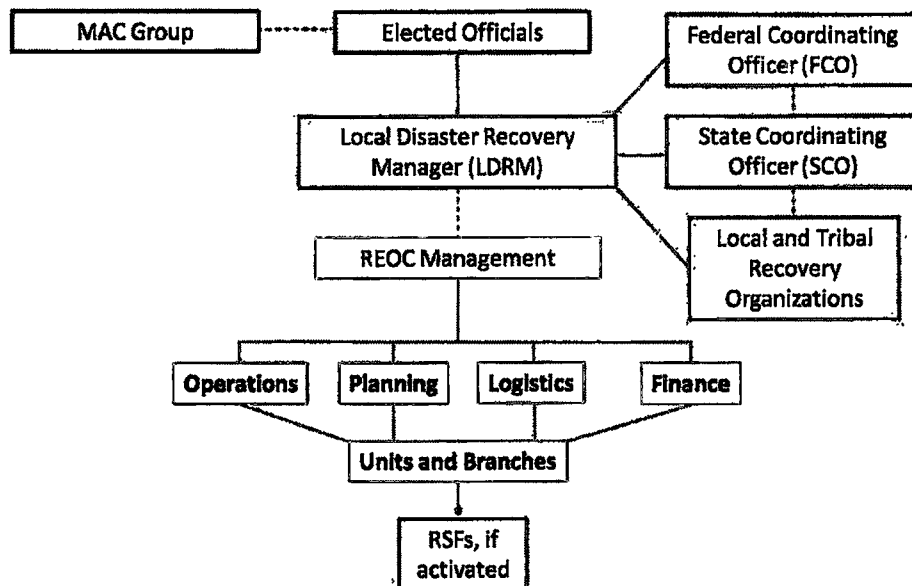 MAC Group
Elected Officials
Federal Coordinating
Officer (FCO)
Local Disaster Recovery
Manager (LDRM)
State Coordinating
Officer (SCO)
REOC Management
Local and Tribal
Recovery
Organizations
Operations
Planning
Logistics
Finance
Units and Branches
RSFs, if
activated